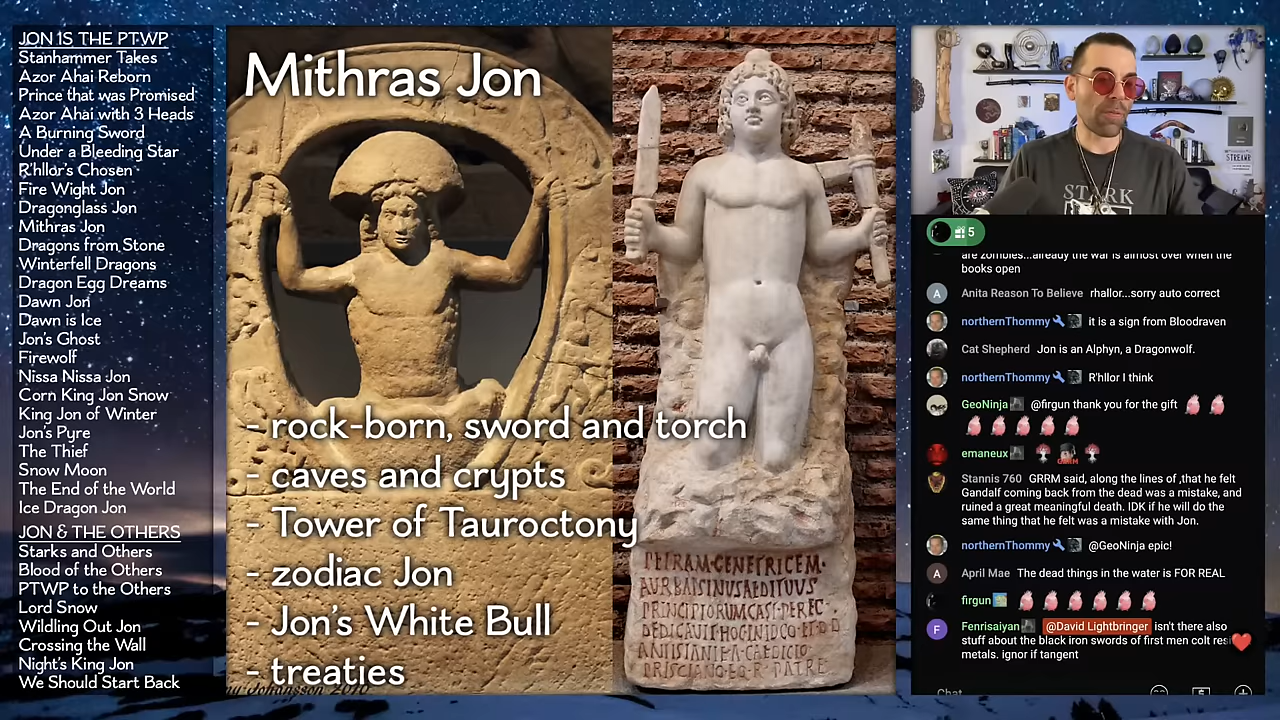 JON IS THE PTWP
Stanhammer Takes
Azor Ahai Reborn
Prince that was Promised
Azor Ahai with 3 Heads
A Burning Sword
Under a Bleeding Star
R'hllor's Chosen
Fire Wight Jon
Dragonglass Jon
Mithras Jon
Dragons from Stone
Winterfell Dragons
Dragon Egg Dreams
Dawn Jon
Dawn is Ice
Jon's Ghost
Firewolf
Nissa Nissa Jon
Corn King Jon Snow
King Jon of Winter
Jon's Pyre
The Thief
Snow Moon
The End of the World
Ice Dragon Jon
JON & THE OTHERS
Starks and Others
Blood of the Others
PTWP to the Others
Lord Snow
Wildling Out Jon
Crossing the Wall
Night's King Jon
We Should Start Back
Mithras Jon
- rock-born, sword and torch
- caves and crypts
- Tower of Tauroctony
- zodiac Jon
- Jon's White Bull
- treaties
Johansson 2010
PETRAM GENETRICEM
PRISCIANO E R PATRE
STARK
5
are zombies...already the war is almost over when the
books open
A Anita Reason To Believe rhallor...sorry auto correct
northernThommy it is a sign from Bloodraven
Cat Shepherd Jon is an Alphyn, a Dragonwolf.
northernThommy R'hllor I think
GeoNinja @firgun thank you for the gift
emaneux
Stannis 760 GRRM said, along the lines of ,that he felt
Gandalf coming back from the dead was a mistake, and
ruined a great meaningful death. IDK if he will do the
same thing that he felt was a mistake with Jon.
northernThommy @GeoNinja epic!
A April Mae The dead things in the water is FOR REAL
firgun
F Fenrisaiyan @David Lightbringer isn't there also
stuff about the black iron swords of first men colt resi
metals. ignor if tangent
Chat